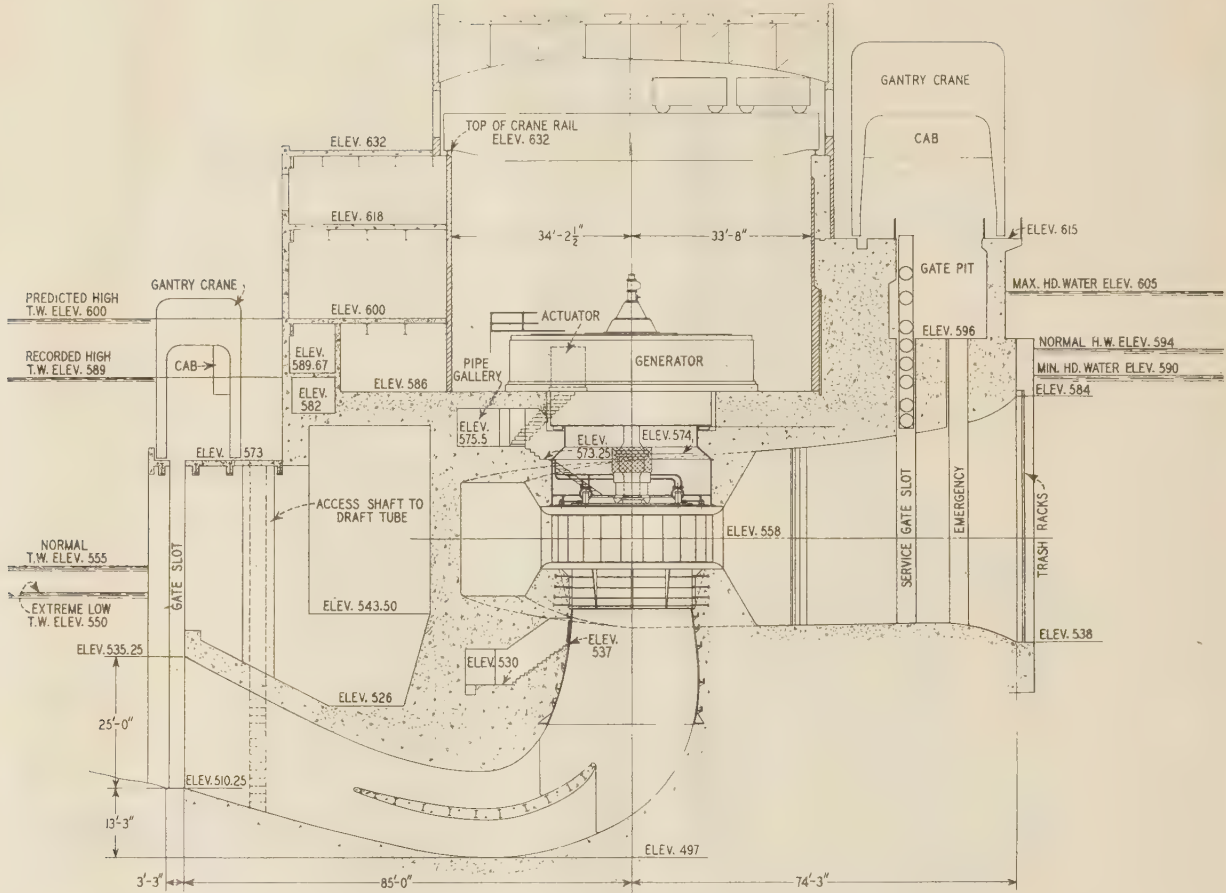 GANTRY CRANE
CAB
TOP OF CRANE RAIL
ELEV. 632
ELEV. 632
ELEV. 618
34'-2½"
33'-8"
ELEV. 615
GATE PIT
GANTRY CRANE
PREDICTED HIGH
T.W. ELEV. 600
MAX. HD. WATER ELEV. 605
ELEV. 600
ACTUATOR
ELEV. 596
NORMAL H.W. ELEV. 594
RECORDED HIGH
T.W. ELEV. 589
CAB
ELEV.
589.67
PIPE
GALLERY
GENERATOR
MIN. HD. WATER ELEV. 590
ELEV. 586
ELEV. 584
ELEV.
582
ELEV.
575.5
ELEV.
573.25
ELEV. 574
ELEV. 573
ACCESS SHAFT TO
DRAFT TUBE
SERVICE GATE SLOT
EMERGENCY
TRASH RACKS
ELEV. 558
NORMAL
T.W. ELEV. 555
GATE SLOT
EXTREME LOW
T.W. ELEV. 550
ELEV. 543.50
ELEV. 538
ELEV. 535.25
ELEV.
537
ELEV. 530
ELEV. 526
25'-0"
ELEV. 510.25
13'-3"
ELEV. 497
3'-3"
85'-0"
74'-3"